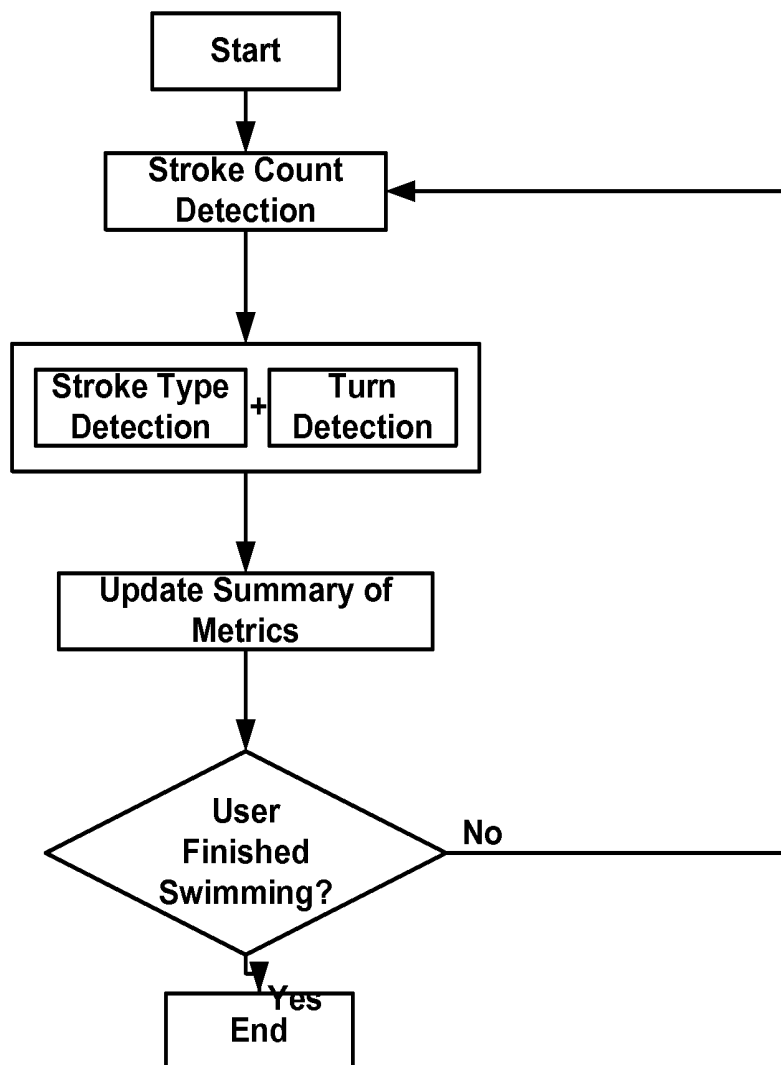 Start
Stroke Count
Detection
Stroke Type
Detection
+
Turn
Detection
Update Summary of
Metrics
User
Finished
Swimming?
No
Yes
End